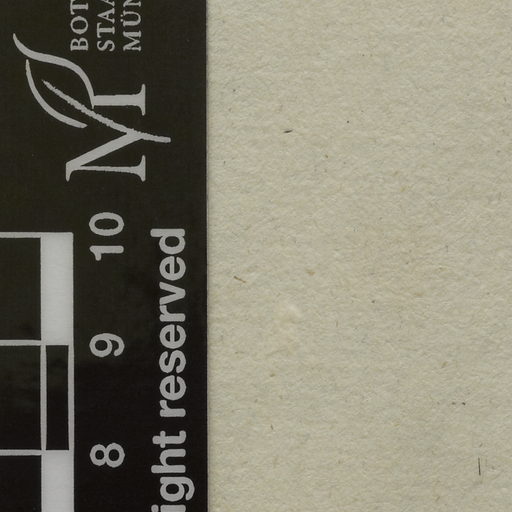 BOT
STAA
MÜN
M
10
9
8
ight reserved